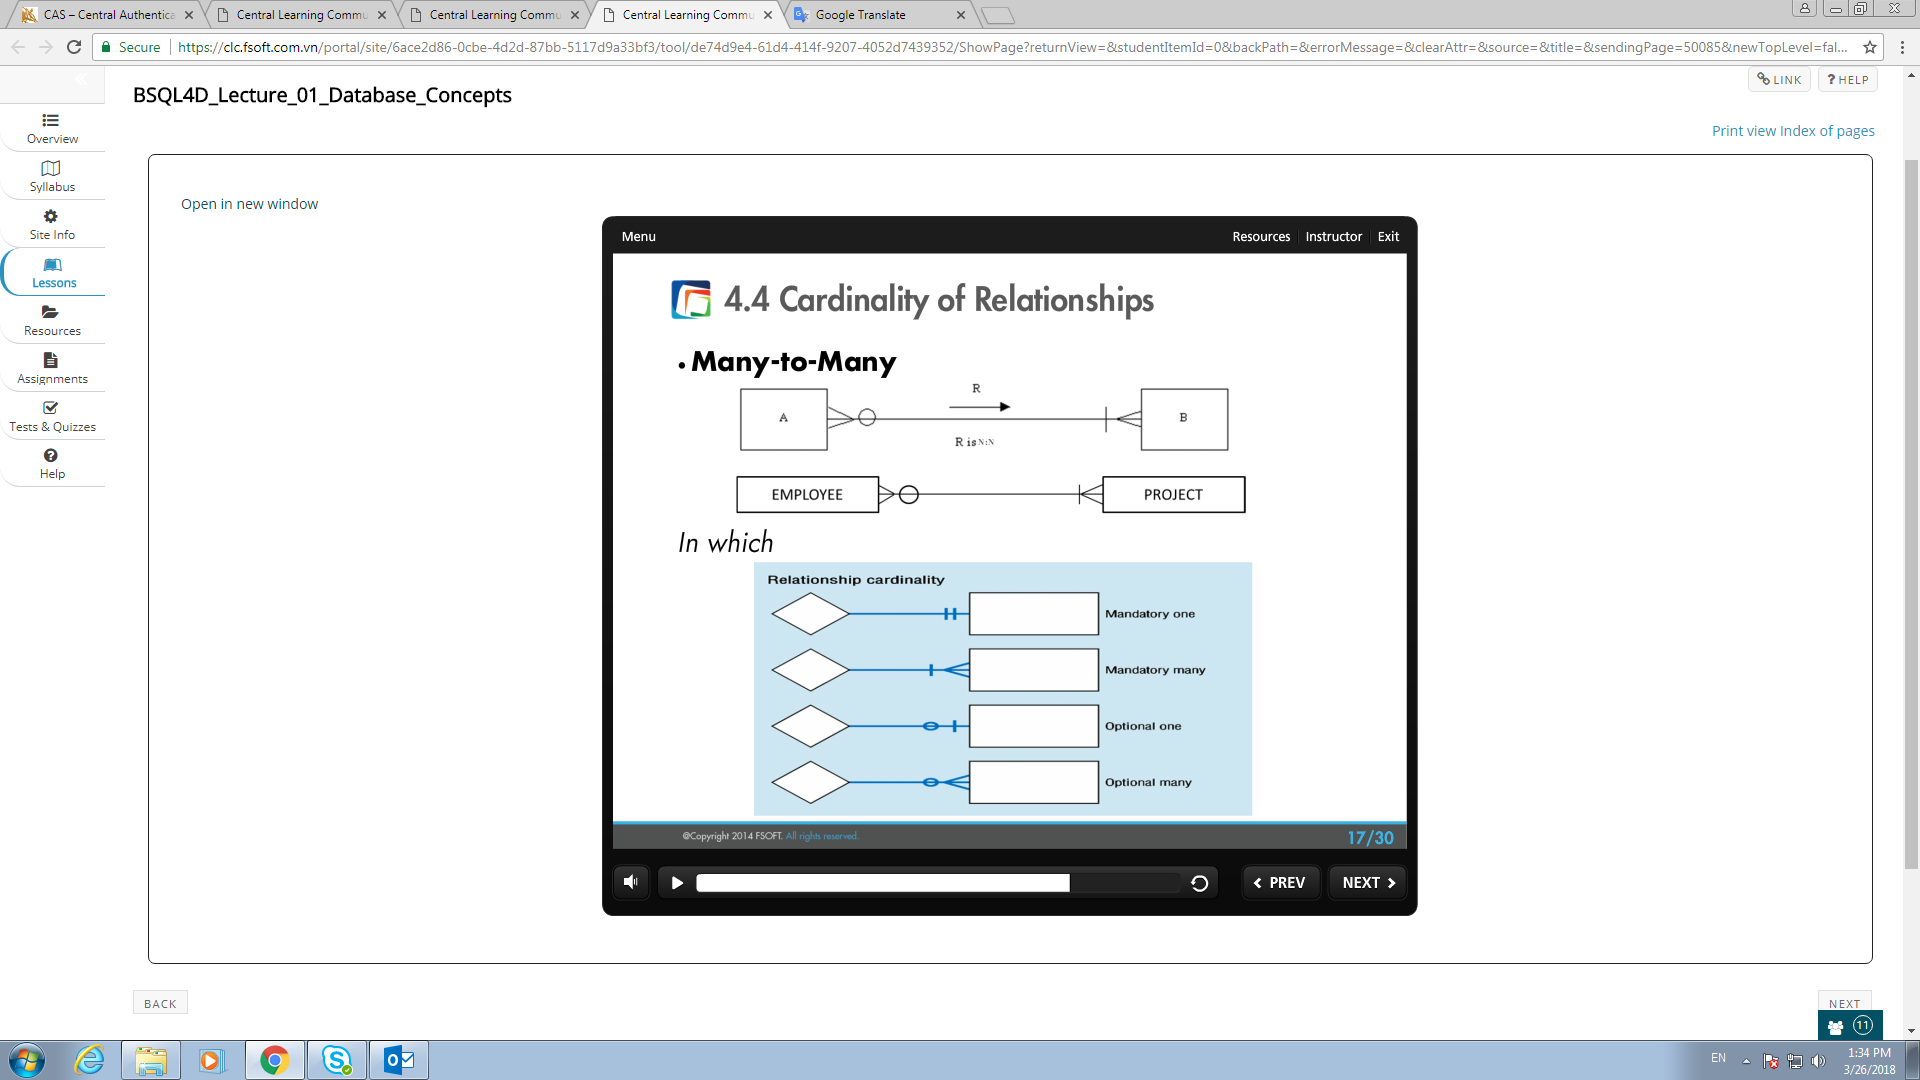 CAS – Central Authentica
Central Learning Commu
Central Learning Commu
Central Learning Commu
Google Translate
Secure
https://clc.fsoft.com.vn/portal/site/6ace2d86-0cbe-4d2d-87bb-5117d9a33bf3/tool/de74d9e4-61d4-414f-9207-4052d7439352/ShowPage?returnView=&studentItemId=0&backPath=&errorMessage=&clearAttr=&source=&title=&sendingPage=50085&newTopLevel=fal...
LINK
? HELP
BSQL4D_Lecture_01_Database_Concepts
Print view Index of pages
Overview
Syllabus
Site Info
Lessons
Resources
Assignments
Tests & Quizzes
Help
Open in new window
Menu
Resources
Instructor
Exit
4.4 Cardinality of Relationships
• Many-to-Many
R
A
B
R is N:N
EMPLOYEE
PROJECT
In which
Relationship cardinality
Mandatory one
Mandatory many
Optional one
Optional many
@Copyright 2014 FSOFT. All rights reserved.
17/30
PREV
NEXT
BACK
NEXT
11
EN
1:34 PM
3/26/2018